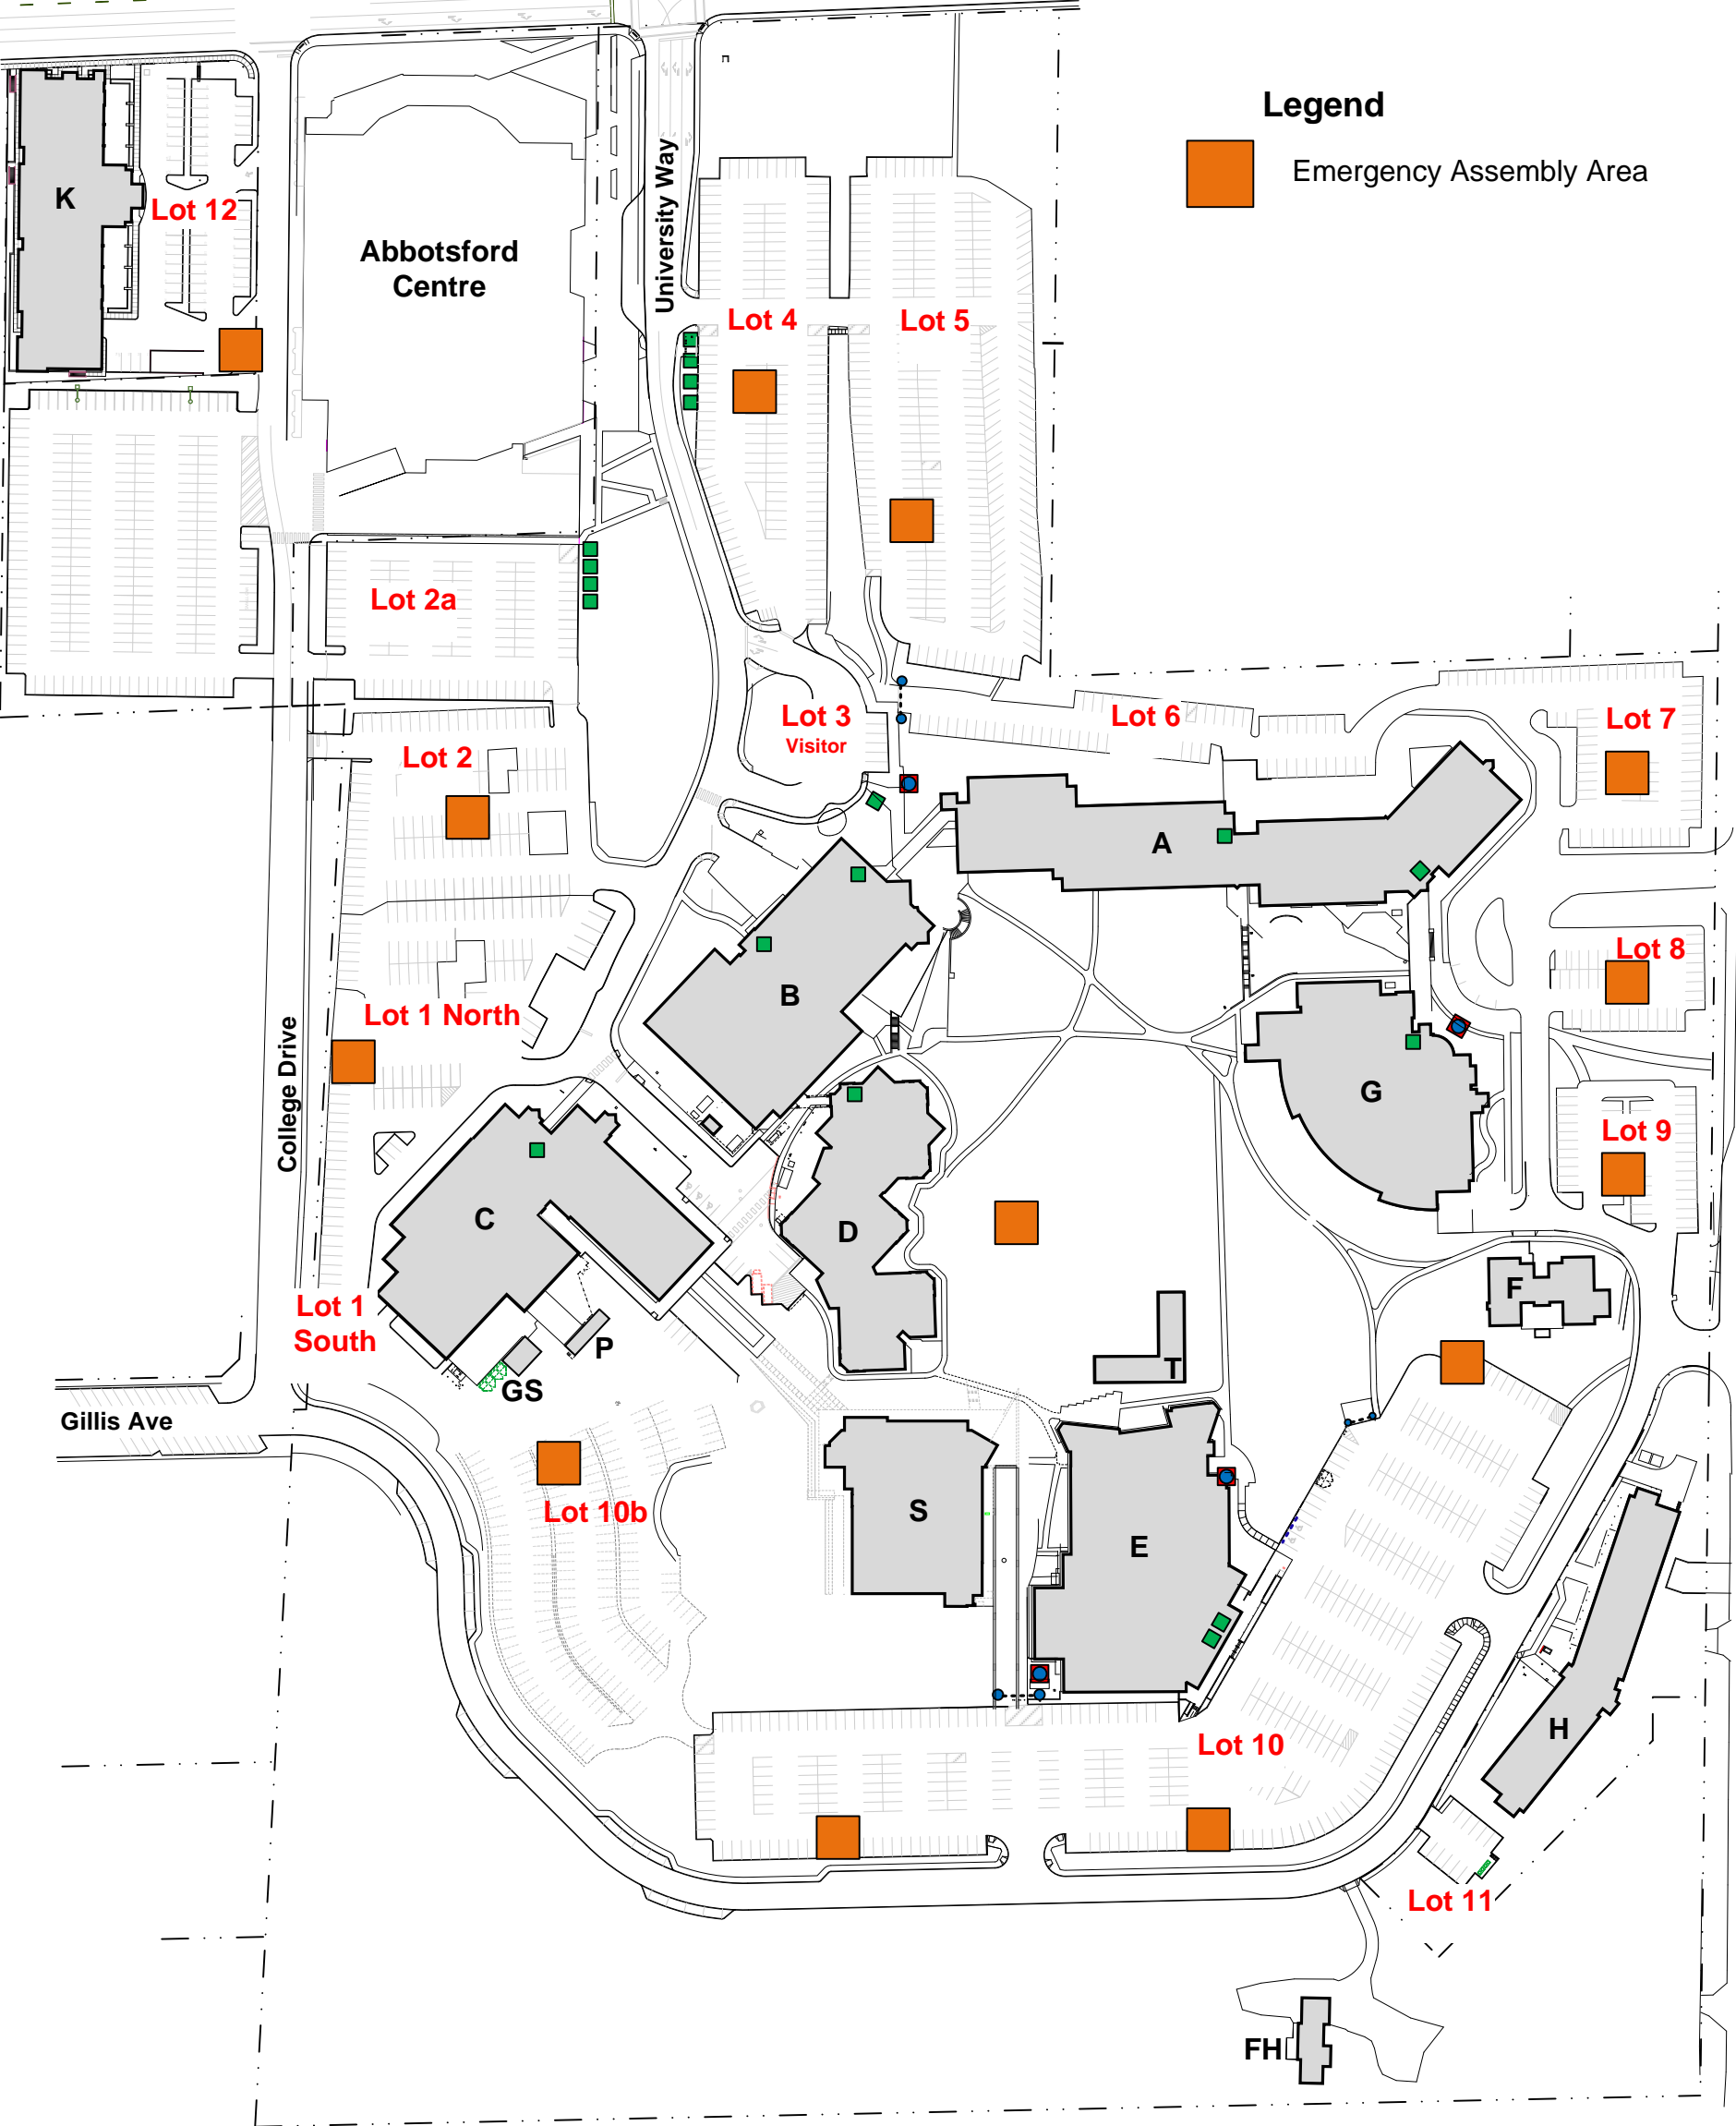 Legend
Emergency Assembly Area
K
Lot 12
Abbotsford
Centre
University Way
Lot 4
Lot 5
Lot 2a
Lot 3
Visitor
Lot 6
Lot 7
Lot 2
A
Lot 8
B
Lot 1 North
College Drive
G
Lot 9
C
D
F
Lot 1
South
P
T
GS
Gillis Ave
Lot 10b
S
E
H
Lot 10
Lot 11
FH